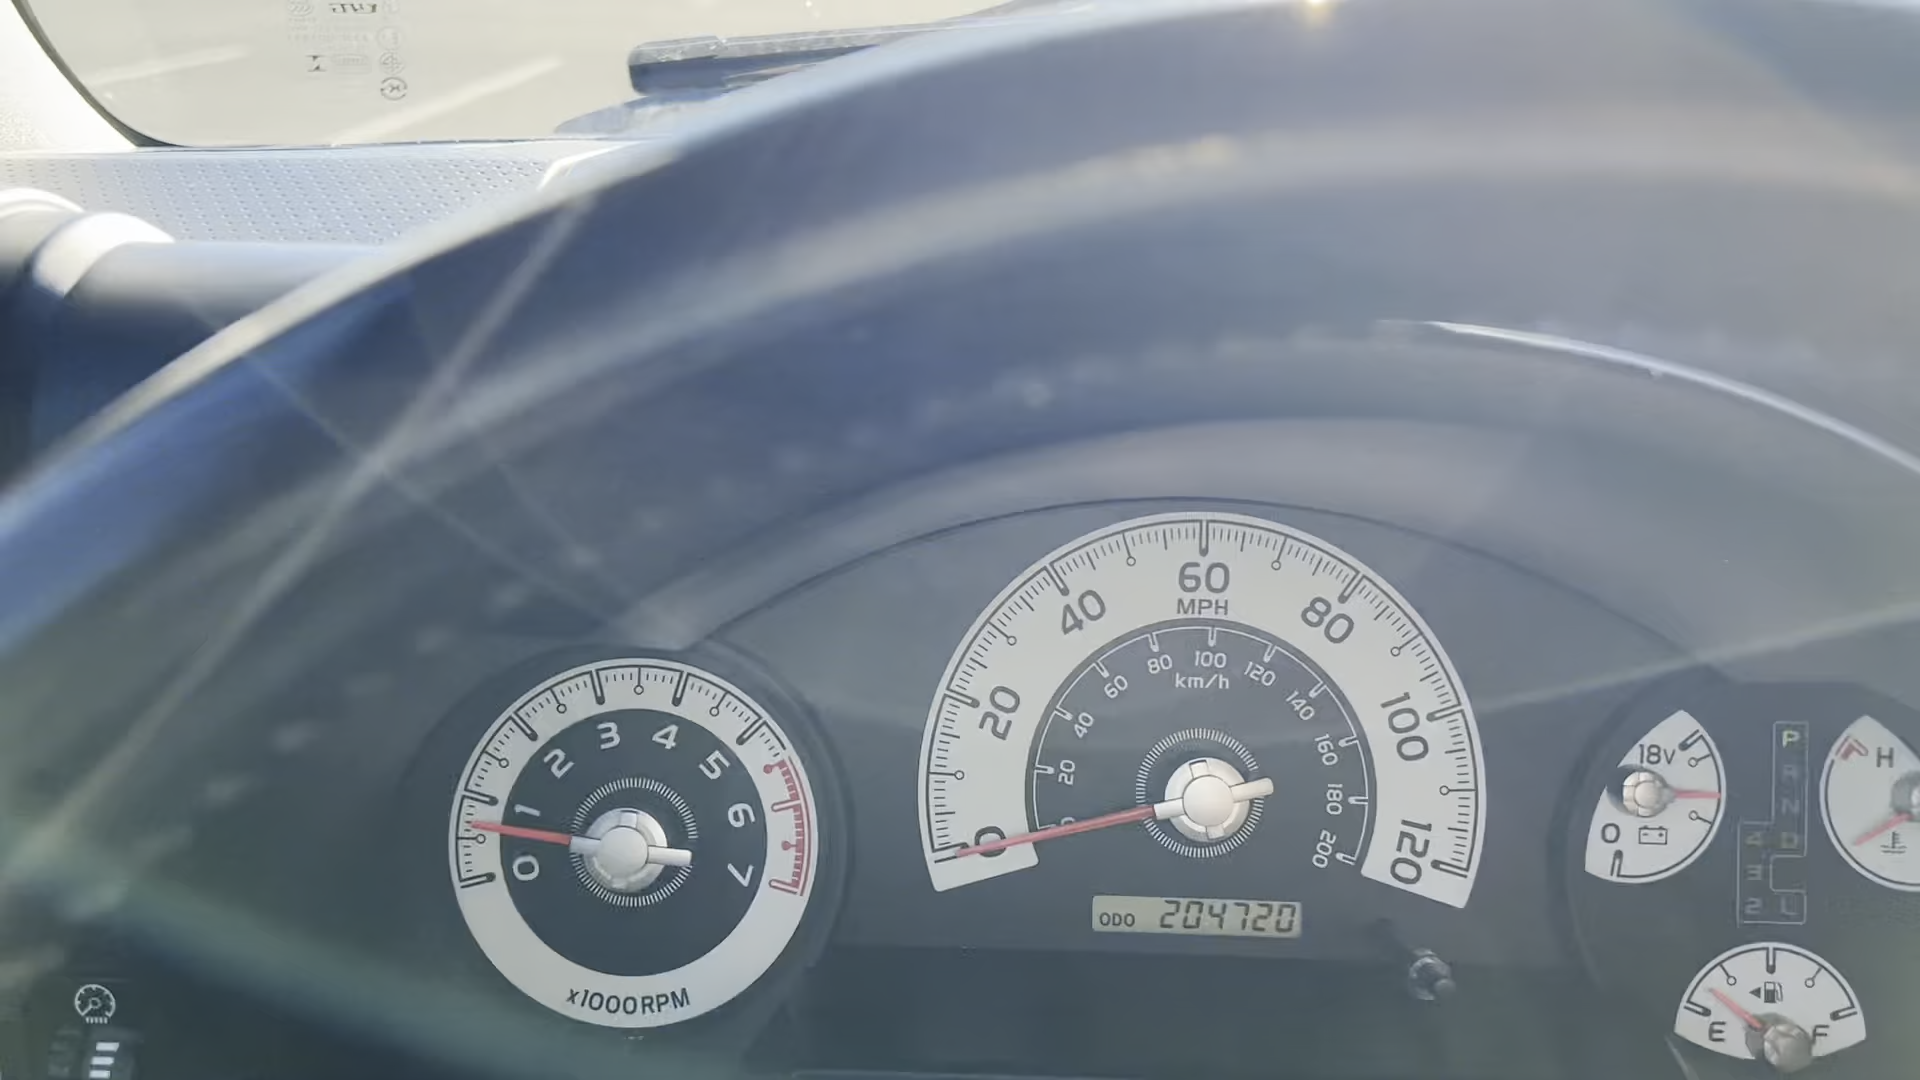 0 1 2 3 4 5 6 7
x1000RPM
0 20 40 60 80 100 120
MPH
20 40 60 80 100 120 140 160 180 200
km/h
ODO 204720
18V
0
P
R
N
4 D
3
2 L
H
E F